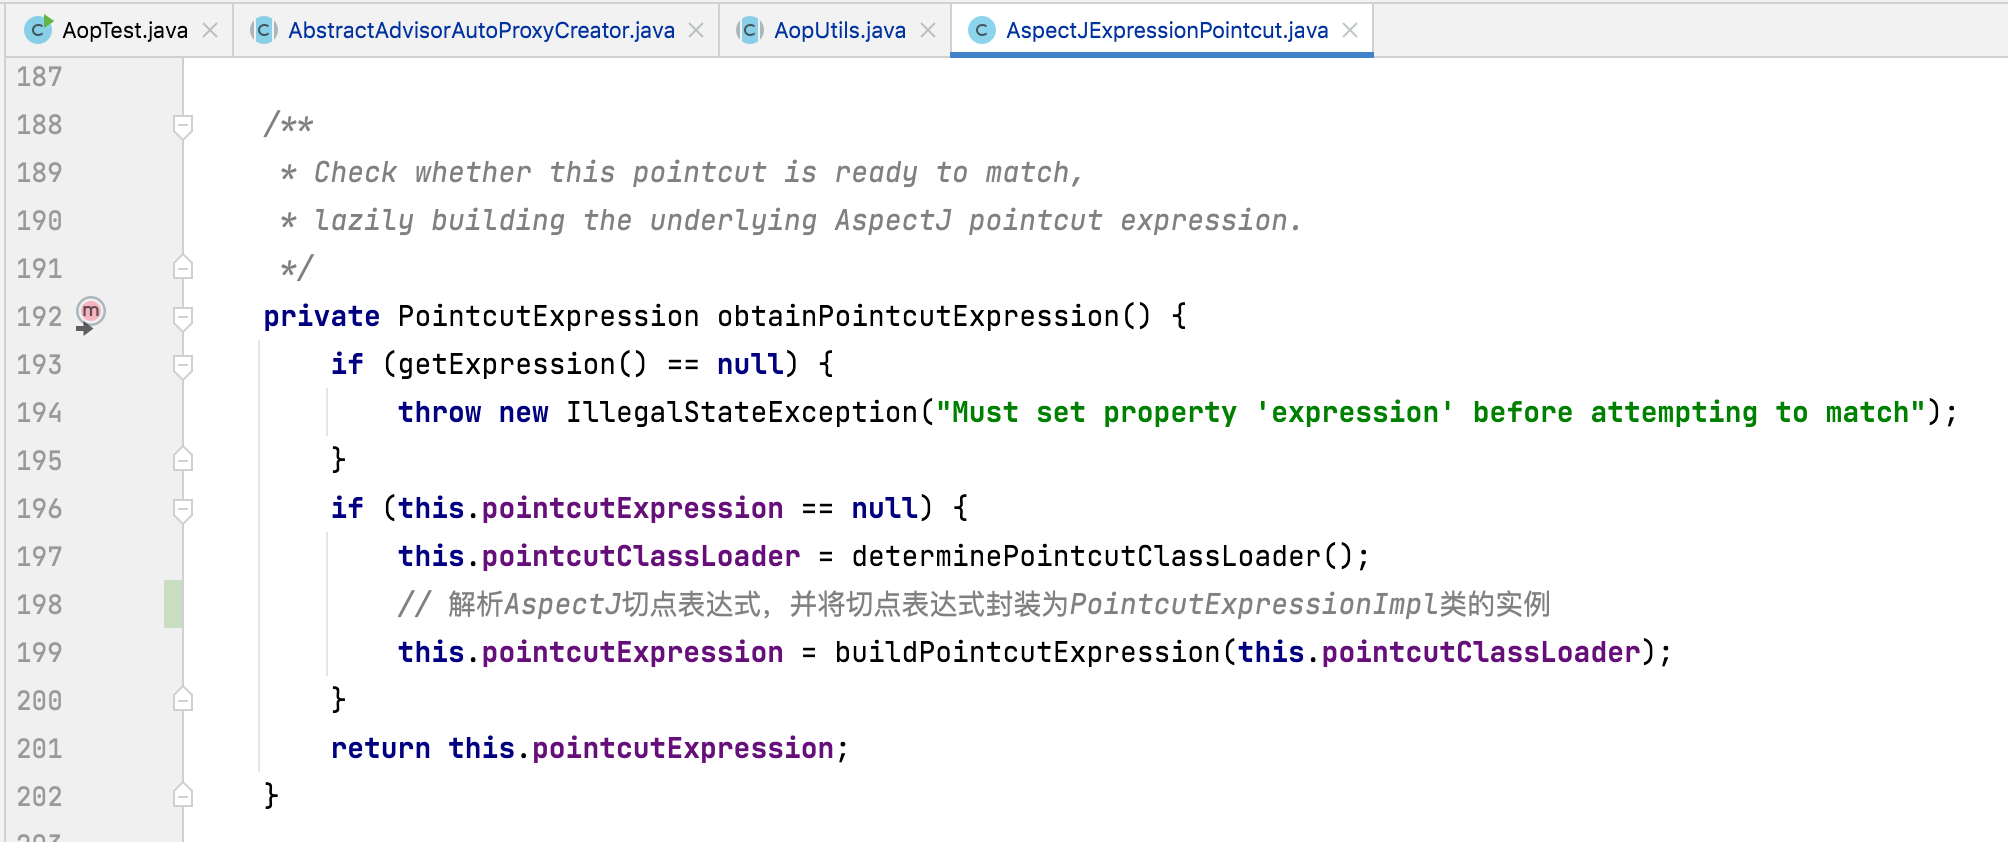 AopTest.java AbstractAdvisorAutoProxyCreator.java AopUtils.java AspectJExpressionPointcut.java
187
188 /**
189 * Check whether this pointcut is ready to match,
190 * lazily building the underlying AspectJ pointcut expression.
191 */
192 private PointcutExpression obtainPointcutExpression() {
193 if (getExpression() == null) {
194 throw new IllegalStateException("Must set property 'expression' before attempting to match");
195 }
196 if (this.pointcutExpression == null) {
197 this.pointcutClassLoader = determinePointcutClassLoader();
198 // 解析AspectJ切点表达式，并将切点表达式封装为PointcutExpressionImpl类的实例
199 this.pointcutExpression = buildPointcutExpression(this.pointcutClassLoader);
200 }
201 return this.pointcutExpression;
202 }